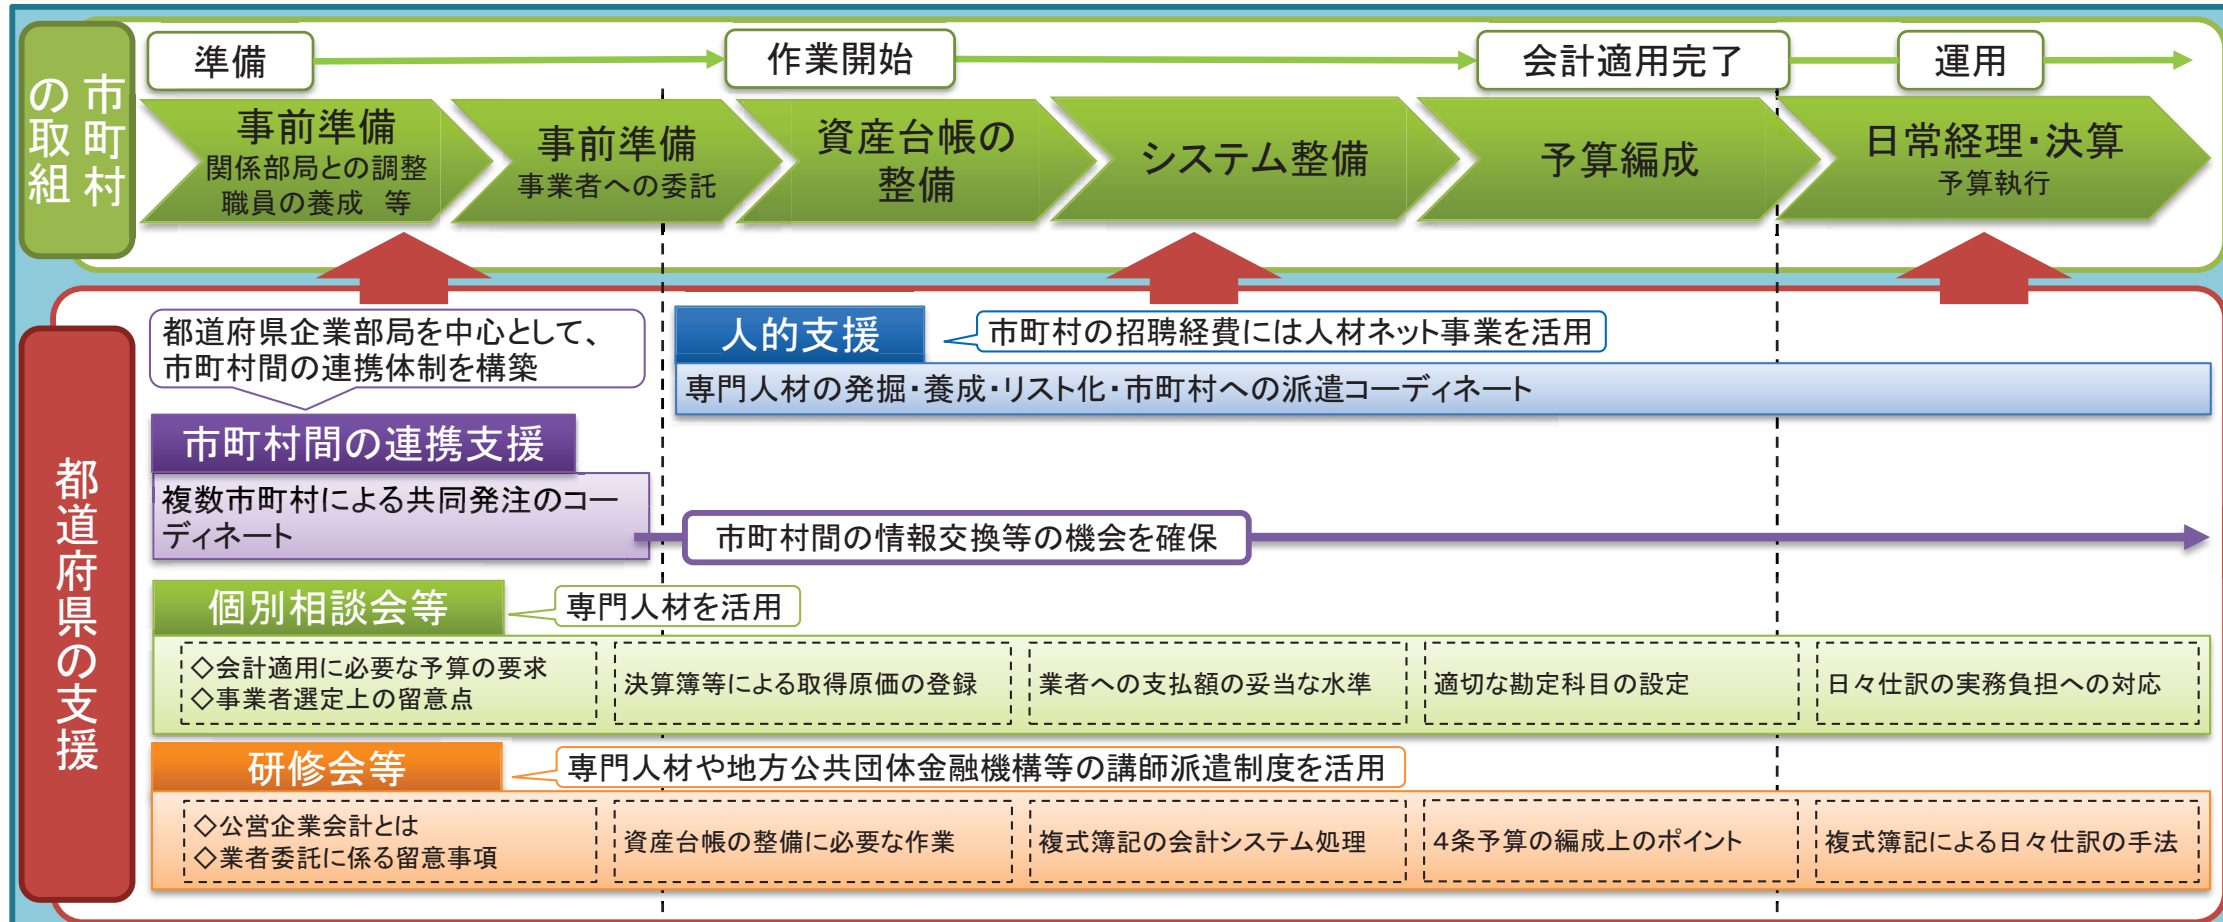 市町村
の取組
準備
作業開始
会計適用完了
運用
事前準備
関係部局との調整
職員の養成　等
事前準備
事業者への委託
資産台帳の
整備
システム整備
予算編成
日常経理・決算
予算執行
都道府県の支援
都道府県企業部局を中心として、
市町村間の連携体制を構築
人的支援
市町村の招聘経費には人材ネット事業を活用
専門人材の発掘・養成・リスト化・市町村への派遣コーディネート
市町村間の連携支援
複数市町村による共同発注のコー
ディネート
市町村間の情報交換等の機会を確保
個別相談会等
専門人材を活用
◇会計適用に必要な予算の要求
◇事業者選定上の留意点
決算簿等による取得原価の登録
業者への支払額の妥当な水準
適切な勘定科目の設定
日々仕訳の実務負担への対応
研修会等
専門人材や地方公共団体金融機構等の講師派遣制度を活用
◇公営企業会計とは
◇業者委託に係る留意事項
資産台帳の整備に必要な作業
複式簿記の会計システム処理
4条予算の編成上のポイント
複式簿記による日々仕訳の手法